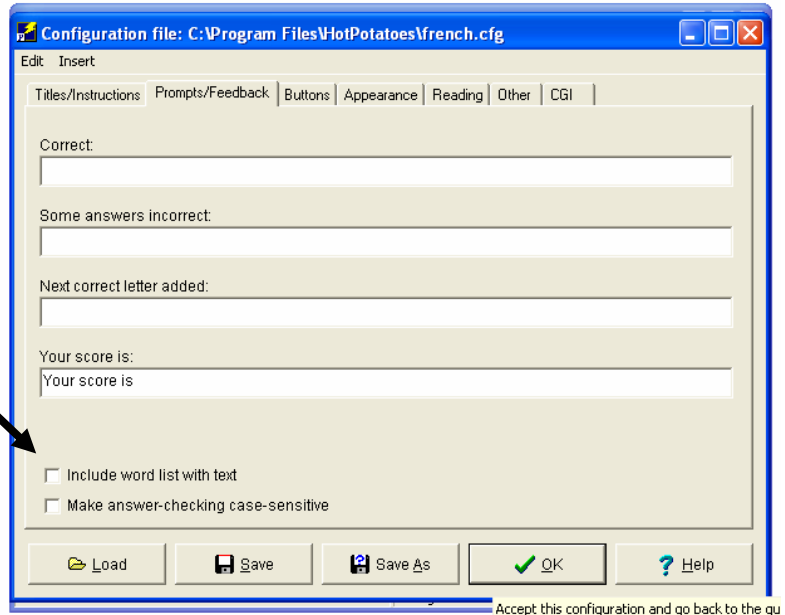 Configuration file: C:\Program Files\HotPotatoes\french.cfg
Edit Insert
Titles/Instructions Prompts/Feedback Buttons Appearance Reading Other CGI
Correct:
Some answers incorrect:
Next correct letter added:
Your score is:
Your score is
Include word list with text
Make answer-checking case-sensitive
Load Save Save As OK Help
Accept this configuration and go back to the qu